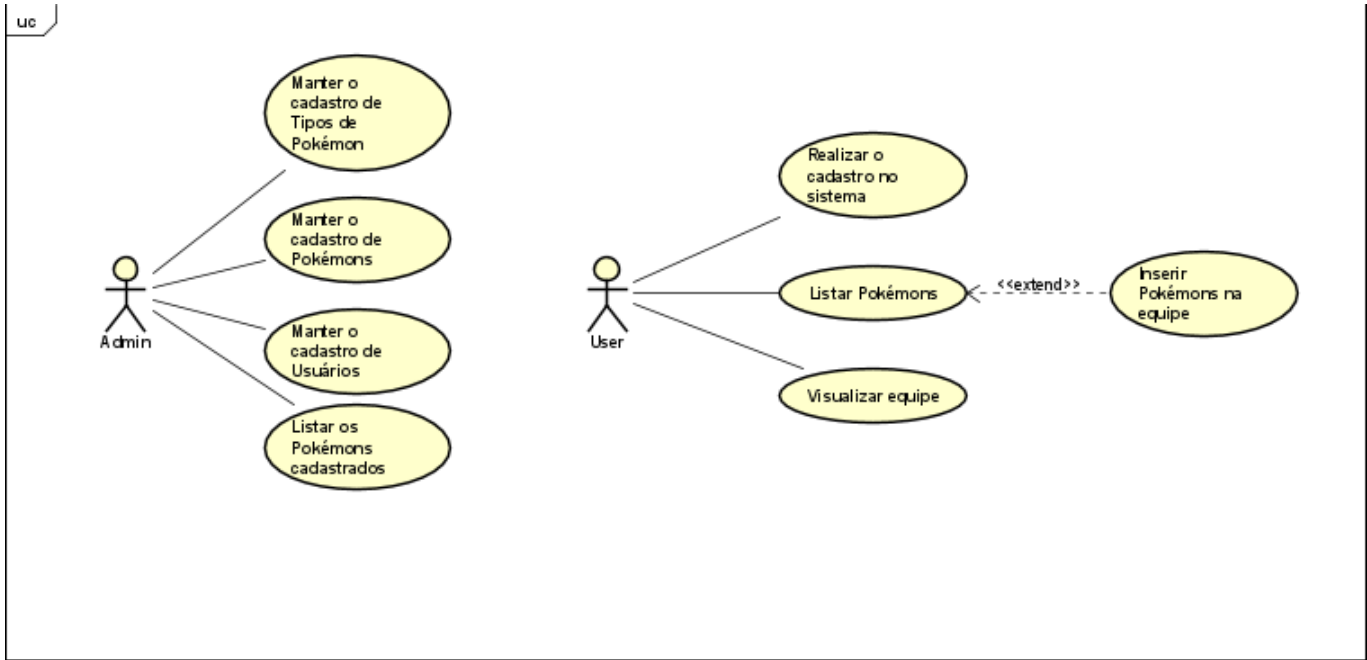 uc
Manter o
cadastro de
Tipos de
Pokémon
Manter o
cadastro de
Pokémons
Admin
Manter o
cadastro de
Usuários
Listar os
Pokémons
cadastrados
Realizar o
cadastro no
sistema
User
Listar Pokémons
<<extend>>
Inserir
Pokémons na
equipe
Visualizar equipe